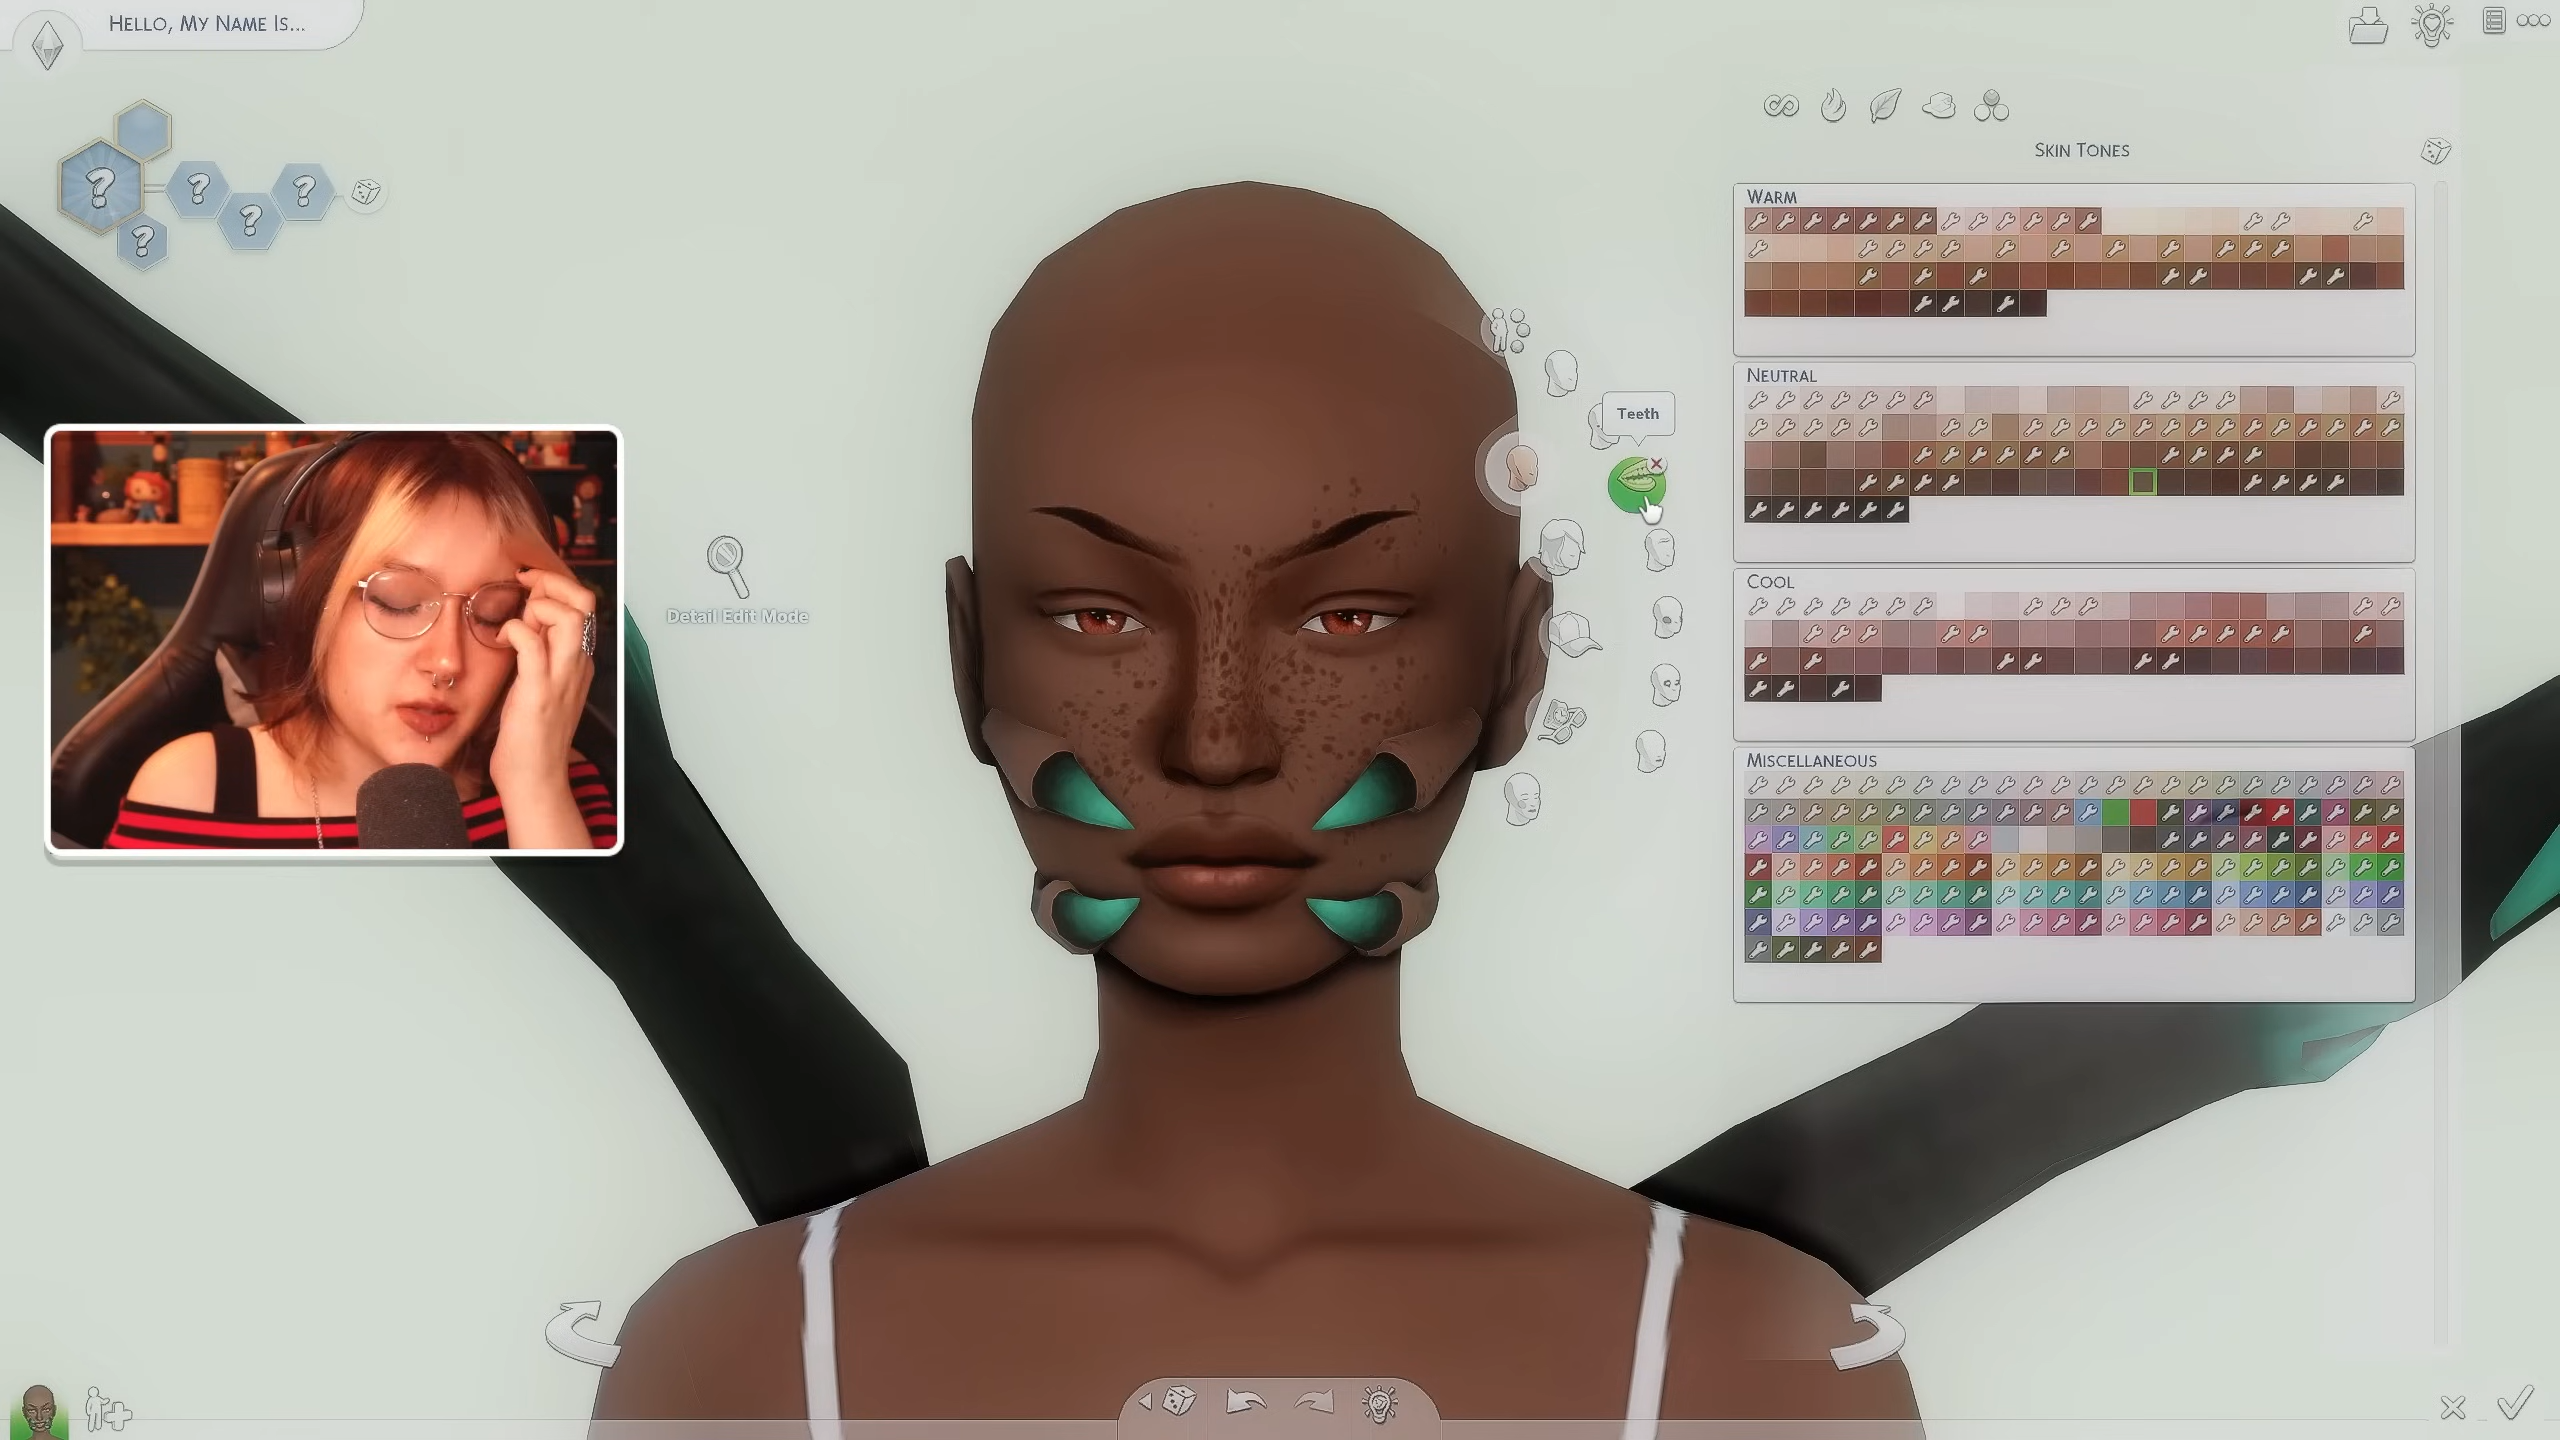 HELLO, MY NAME IS...
SKIN TONES
WARM
NEUTRAL
Teeth
COOL
Detail Edit Mode
MISCELLANEOUS